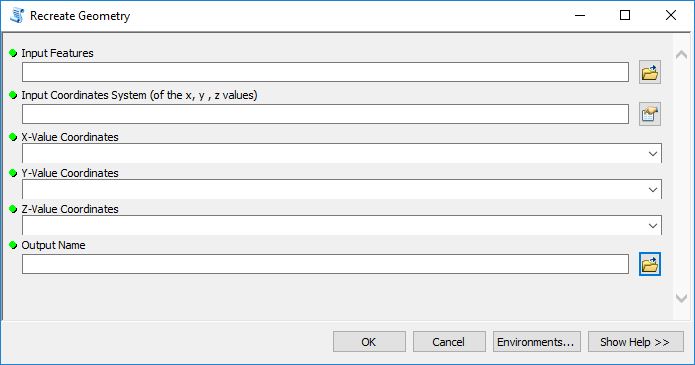 Recreate Geometry
Input Features
Input Coordinates System (of the x, y , z values)
X-Value Coordinates
Y-Value Coordinates
Z-Value Coordinates
Output Name
OK Cancel Environments... Show Help >>